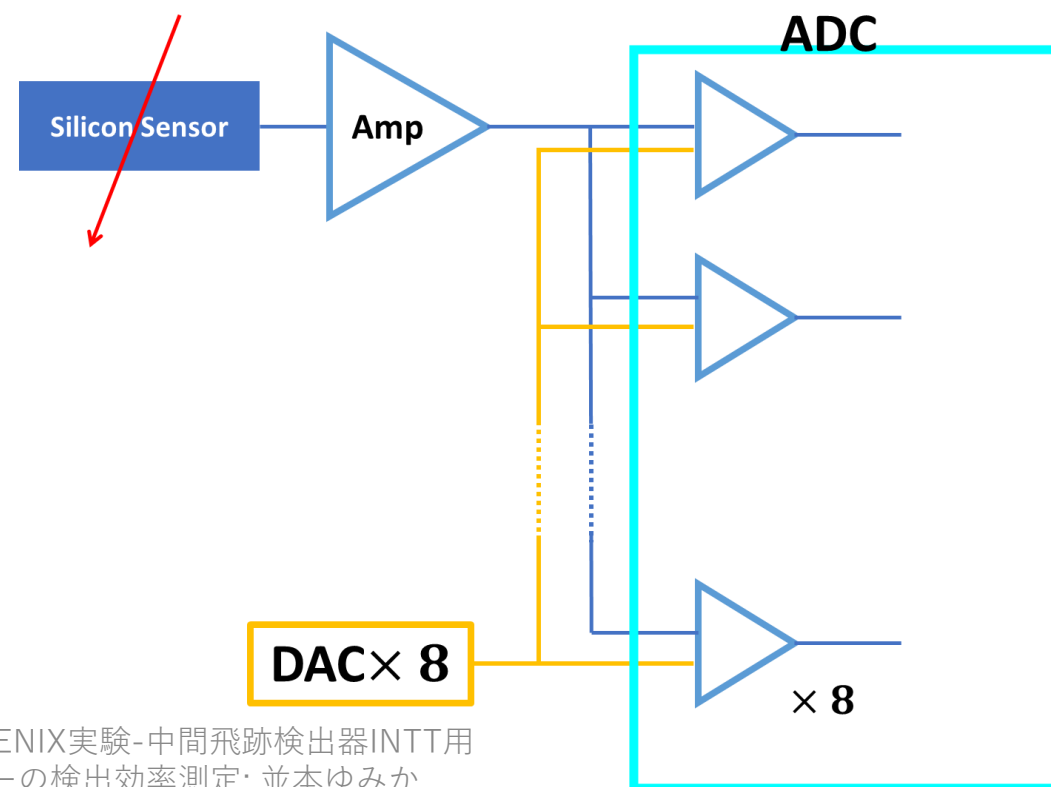 ADC
Silicon Sensor
Amp
DAC× 8
× 8
ENIX実験-中間飛跡検出器INTT用
ーの検出効率測定: 並本ゆみか